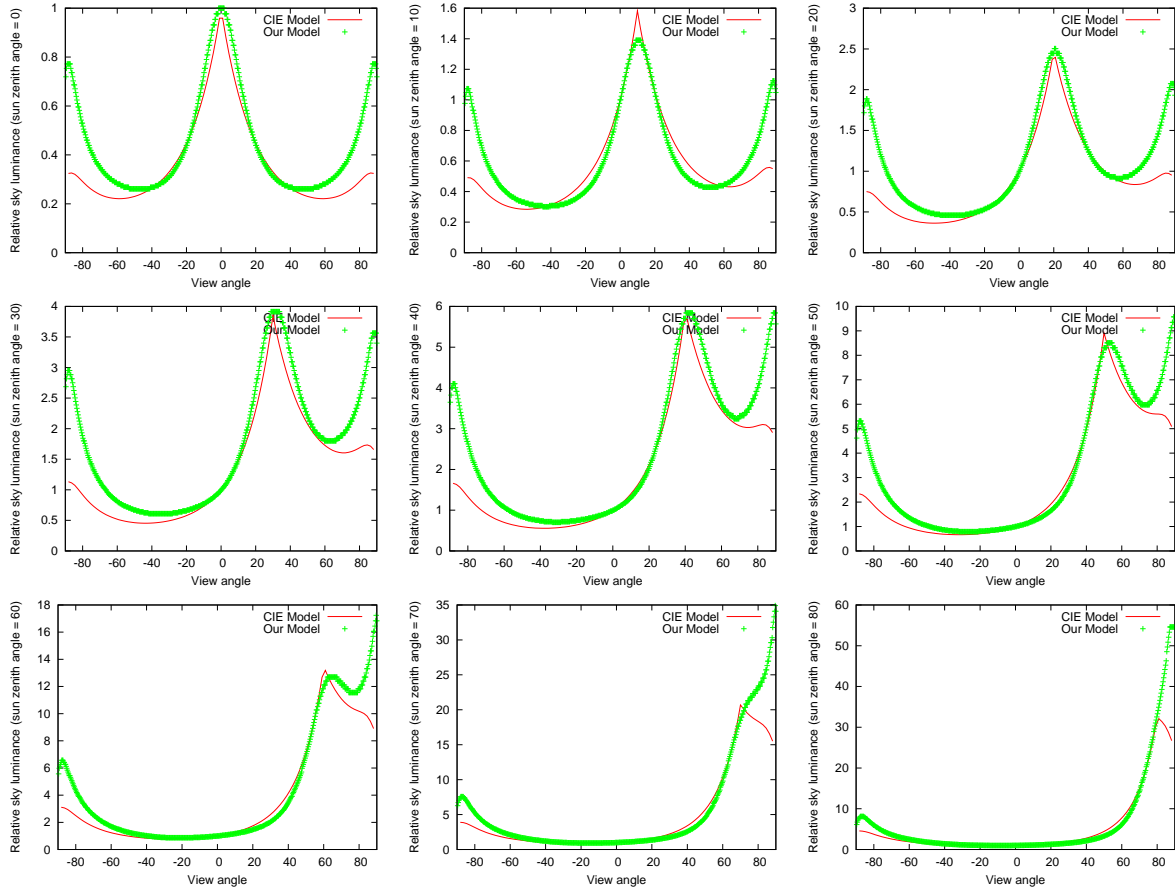 Relative sky luminance (sun zenith angle = 0)
1
0.8
0.6
0.4
0.2
0
-80 -60 -40 -20 0 20 40 60 80
View angle
CIE Model
Our Model
Relative sky luminance (sun zenith angle = 10)
1.6
1.4
1.2
1
0.8
0.6
0.4
0.2
0
-80 -60 -40 -20 0 20 40 60 80
View angle
CIE Model
Our Model
Relative sky luminance (sun zenith angle = 20)
3
2.5
2
1.5
1
0.5
0
-80 -60 -40 -20 0 20 40 60 80
View angle
CIE Model
Our Model
Relative sky luminance (sun zenith angle = 30)
4
3.5
3
2.5
2
1.5
1
0.5
0
-80 -60 -40 -20 0 20 40 60 80
View angle
CIE Model
Our Model
Relative sky luminance (sun zenith angle = 40)
6
5
4
3
2
1
0
-80 -60 -40 -20 0 20 40 60 80
View angle
CIE Model
Our Model
Relative sky luminance (sun zenith angle = 50)
10
9
8
7
6
5
4
3
2
1
0
-80 -60 -40 -20 0 20 40 60 80
View angle
CIE Model
Our Model
Relative sky luminance (sun zenith angle = 60)
18
16
14
12
10
8
6
4
2
0
-80 -60 -40 -20 0 20 40 60 80
View angle
CIE Model
Our Model
Relative sky luminance (sun zenith angle = 70)
35
30
25
20
15
10
5
0
-80 -60 -40 -20 0 20 40 60 80
View angle
CIE Model
Our Model
Relative sky luminance (sun zenith angle = 80)
60
50
40
30
20
10
0
-80 -60 -40 -20 0 20 40 60 80
View angle
CIE Model
Our Model